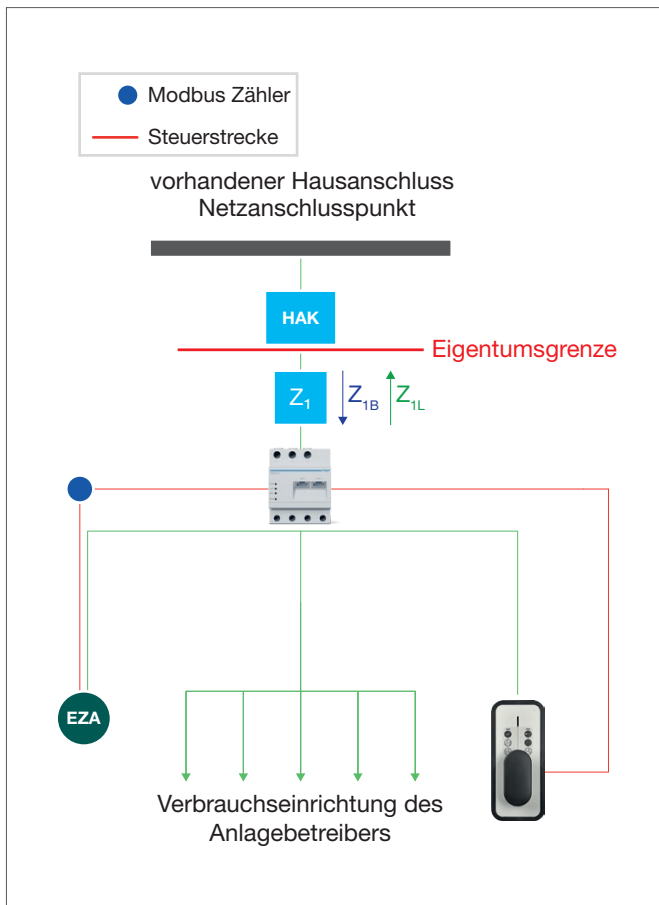 Modbus Zähler
Steuerstrecke
vorhandener Hausanschluss
Netzanschlusspunkt
HAK
Eigentumsgrenze
Z1
Z1B
Z1L
EZA
Verbrauchseinrichtung des
Anlagebetreibers